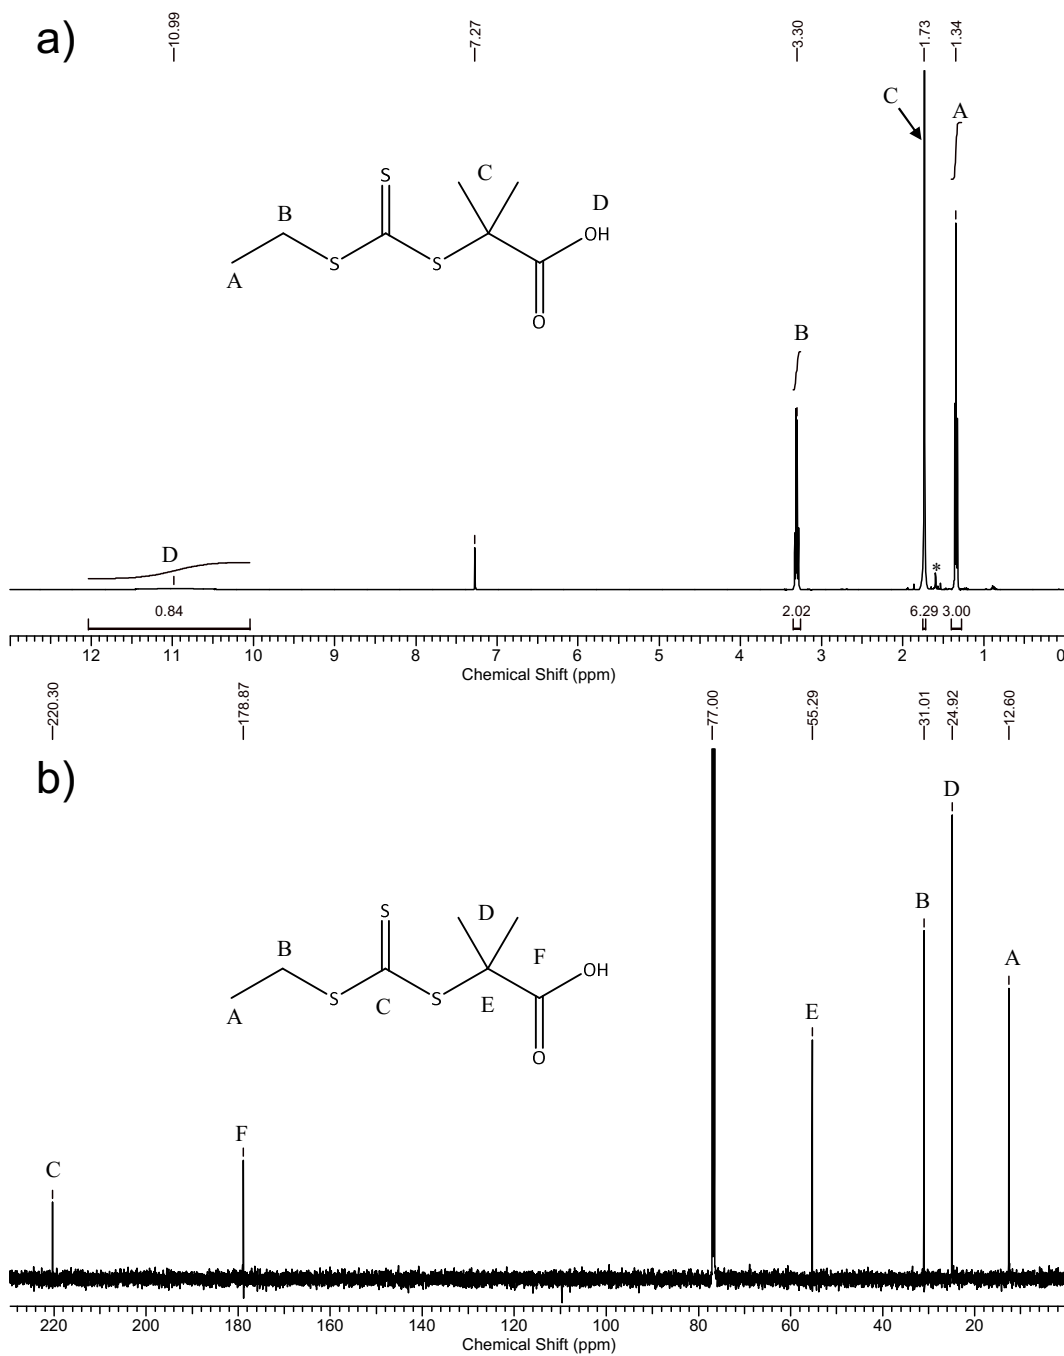 a)
10.99
7.27
3.30
1.73
1.34
C
A
S
C
B
D
OH
S
S
A
O
B
D
*
0.84
2.02
6.29
3.00
12 11 10 9 8 7 6 5 4 3 2 1 0
Chemical Shift (ppm)
220.30
178.87
77.00
55.29
31.01
24.92
12.60
b)
D
B
A
S
D
B
F
OH
S
S
C
E
A
O
E
F
C
220 200 180 160 140 120 100 80 60 40 20
Chemical Shift (ppm)